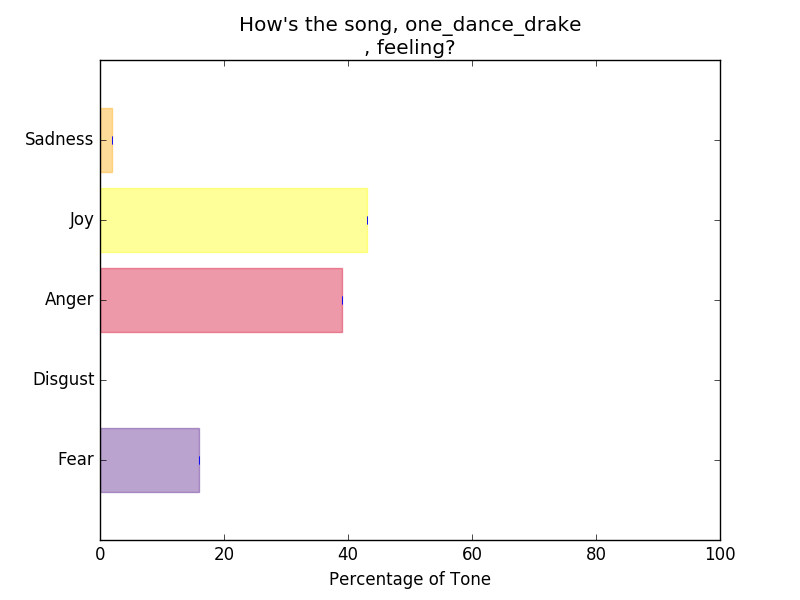 How's the song, one_dance_drake
, feeling?
Sadness
Joy
Anger
Disgust
Fear
0 20 40 60 80 100
Percentage of Tone